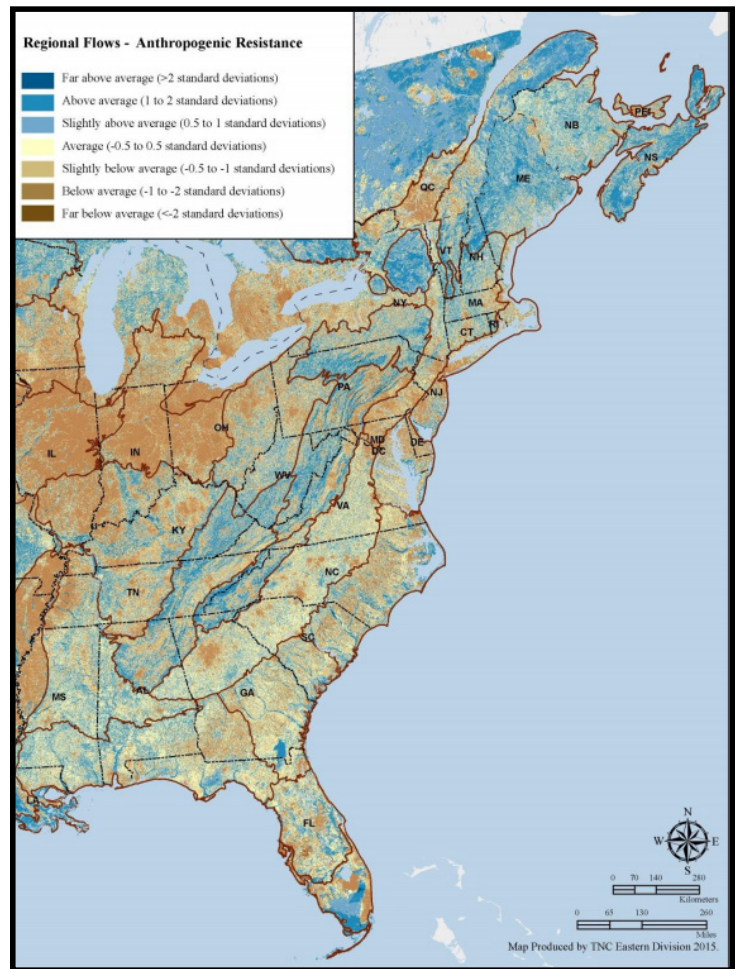 Regional Flows - Anthropogenic Resistance
Far above average (>2 standard deviations)
Above average (1 to 2 standard deviations)
Slightly above average (0.5 to 1 standard deviations)
Average (-0.5 to 0.5 standard deviations)
Slightly below average (-0.5 to -1 standard deviations)
Below average (-1 to -2 standard deviations)
Far below average (<-2 standard deviations)
PEI
NB
NS
QC
ME
VT
NH
NY
MA
CT
RI
PA
NJ
OH
MD
DE
DC
IL
IN
WV
VA
KY
NC
TN
SC
MS
AL
GA
LA
FL
N
W E
S
0 70 140 280
Kilometers
0 65 130 260
Miles
Map Produced by TNC Eastern Division 2015.